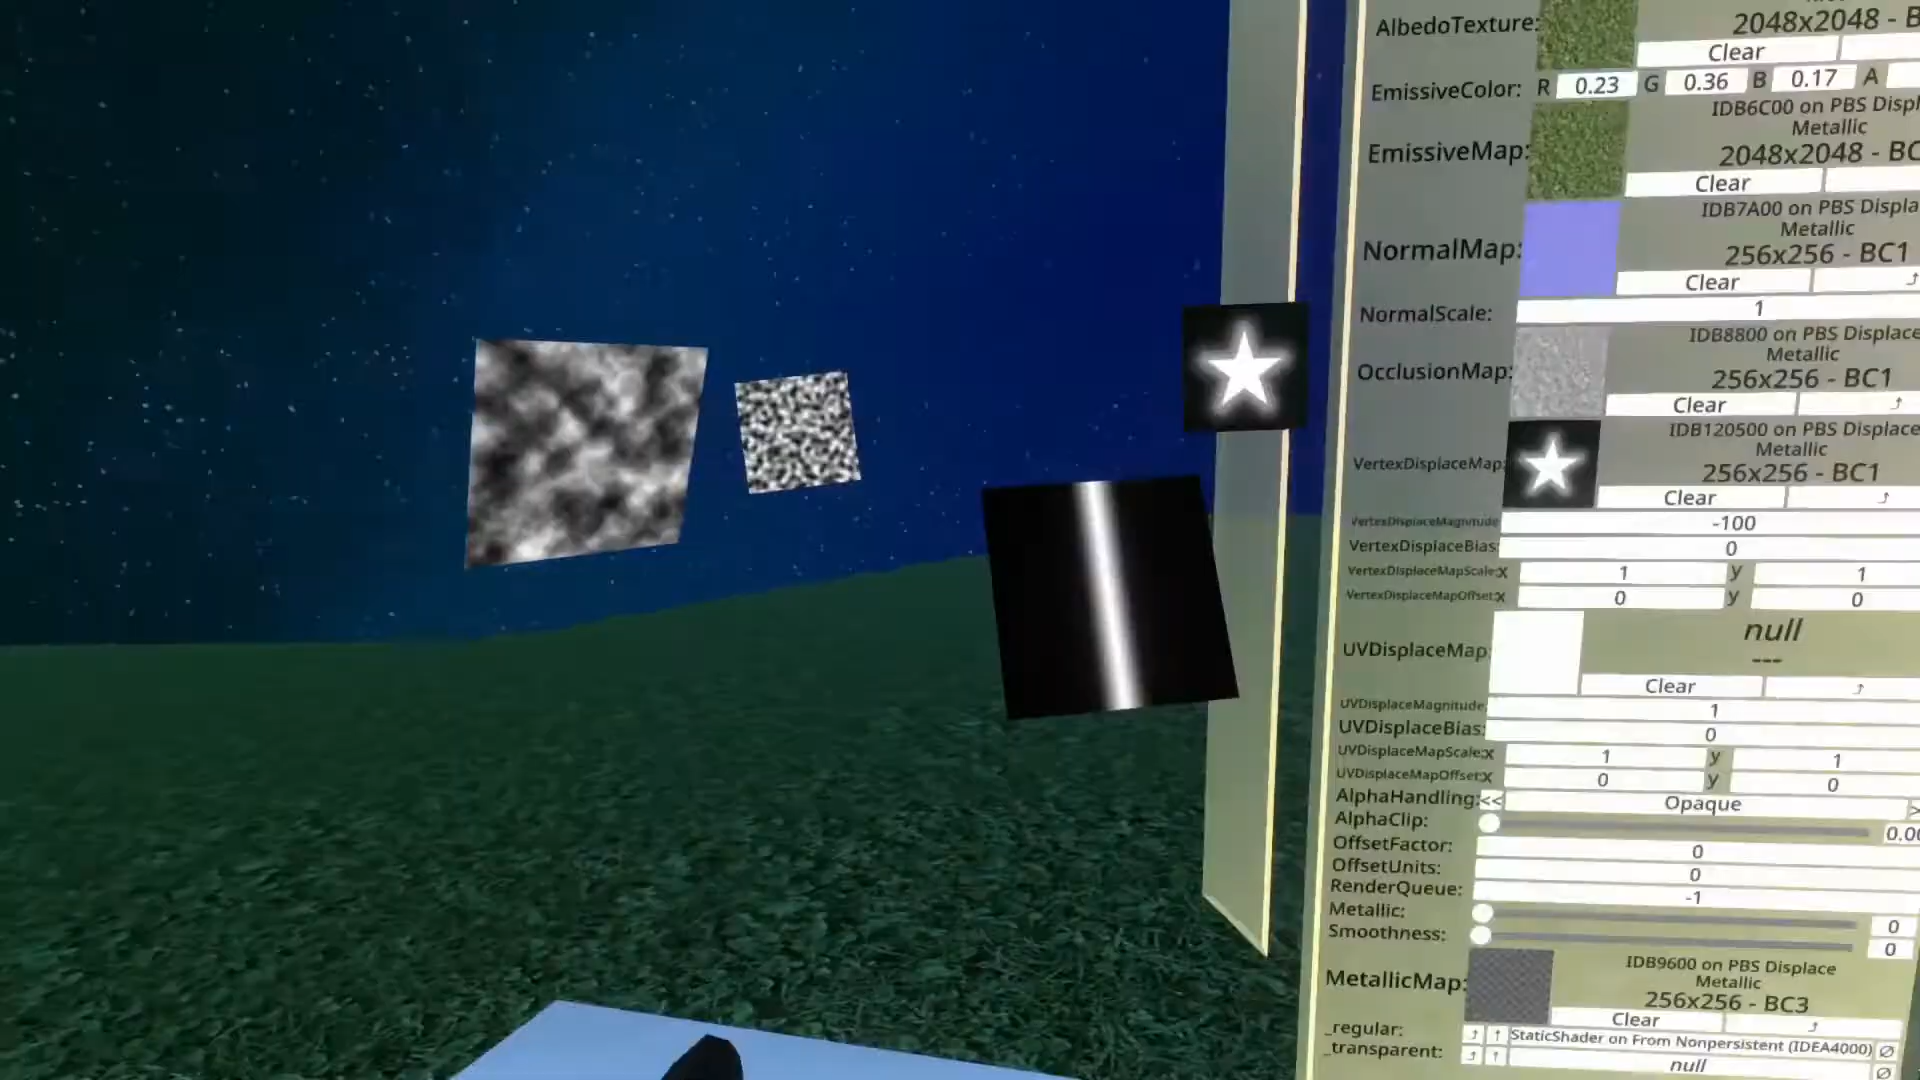 AlbedoTexture:
2048x2048 - B
Clear
EmissiveColor: R 0.23 G 0.36 B 0.17 A
IDB6C00 on PBS Displ
Metallic
EmissiveMap:
2048x2048 - BC
Clear
IDB7A00 on PBS Displa
Metallic
NormalMap:
256x256 - BC1
Clear
NormalScale: 1
IDB8800 on PBS Displace
Metallic
OcclusionMap:
256x256 - BC1
Clear
IDB120500 on PBS Displace
Metallic
VertexDisplaceMap:
256x256 - BC1
Clear
VertexDisplaceMagnitude: -100
VertexDisplaceBias: 0
VertexDisplaceMapScale: x 1 y 1
VertexDisplaceMapOffset: x 0 y 0
null
UVDisplaceMap:
---
Clear
UVDisplaceMagnitude: 1
UVDisplaceBias: 0
UVDisplaceMapScale: x 1 y 1
UVDisplaceMapOffset: x 0 y 0
AlphaHandling: << Opaque >
AlphaClip: 0.00
OffsetFactor: 0
OffsetUnits: 0
RenderQueue: -1
Metallic: 0
Smoothness: 0
IDB9600 on PBS Displace
Metallic
MetallicMap:
256x256 - BC3
Clear
_regular: StaticShader on From Nonpersistent (IDEA4000) ∅
_transparent: null ∅